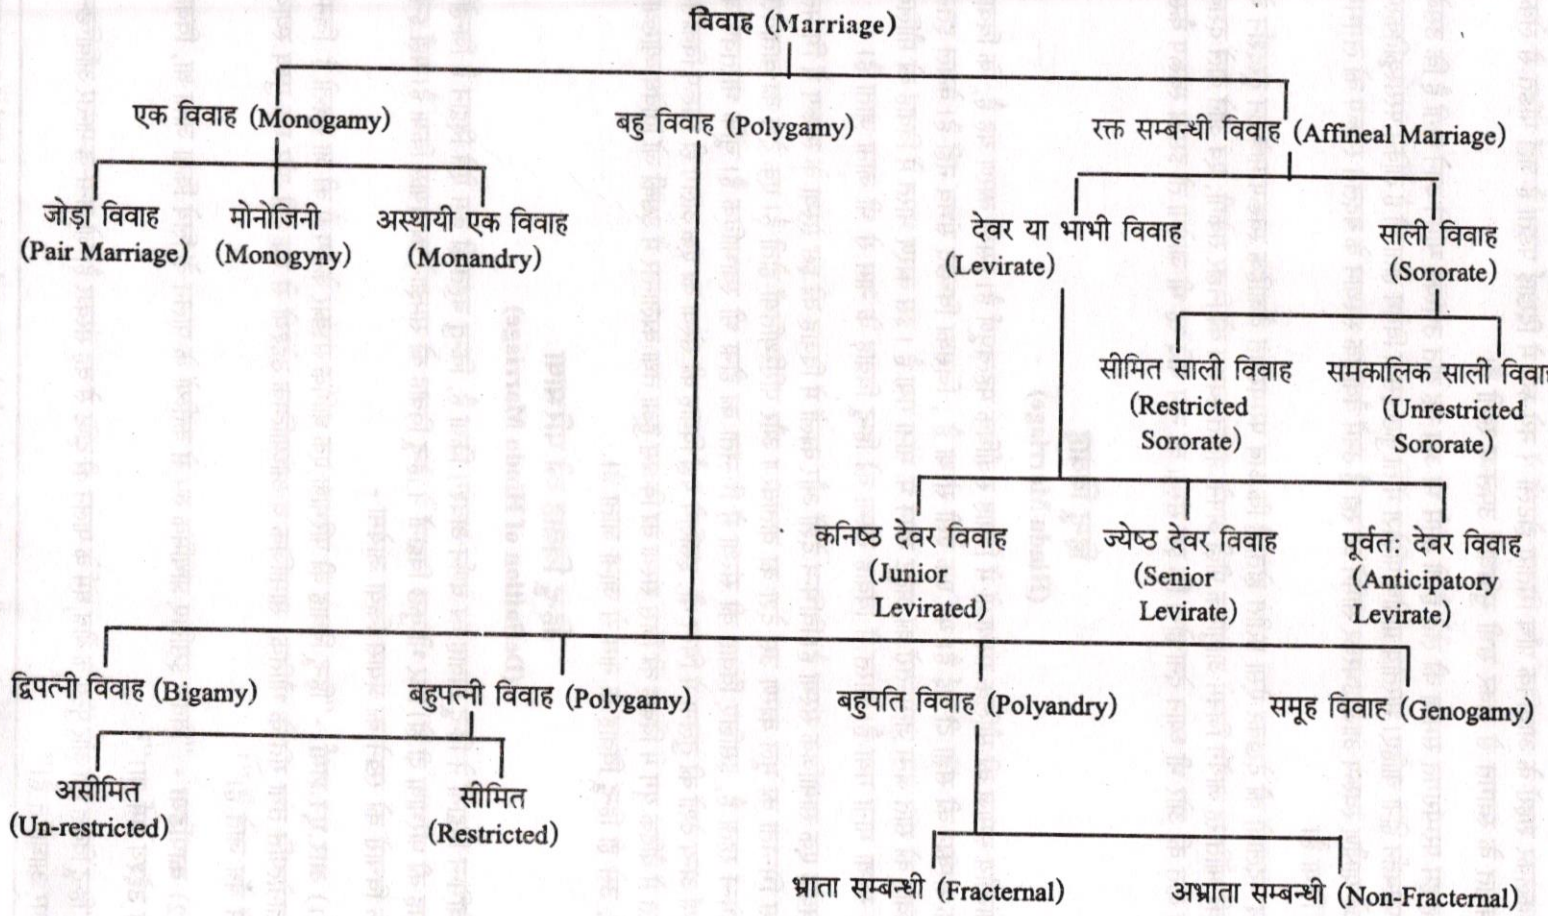 विवाह (Marriage)
एक विवाह (Monogamy)
बहु विवाह (Polygamy)
रक्त सम्बन्धी विवाह (Affineal Marriage)
जोड़ा विवाह
(Pair Marriage)
मोनोजिनी
(Monogyny)
अस्थायी एक विवाह
(Monandry)
देवर या भाभी विवाह
(Levirate)
साली विवाह
(Sororate)
सीमित साली विवाह
(Restricted
Sororate)
समकालिक साली विवाह
(Unrestricted
Sororate)
कनिष्ठ देवर विवाह
(Junior
Levirated)
ज्येष्ठ देवर विवाह
(Senior
Levirate)
पूर्वतः देवर विवाह
(Anticipatory
Levirate)
द्विपत्नी विवाह (Bigamy)
बहुपत्नी विवाह (Polygamy)
बहुपति विवाह (Polyandry)
समूह विवाह (Genogamy)
असीमित
(Un-restricted)
सीमित
(Restricted)
भ्राता सम्बन्धी (Fracternal)
अभ्राता सम्बन्धी (Non-Fracternal)